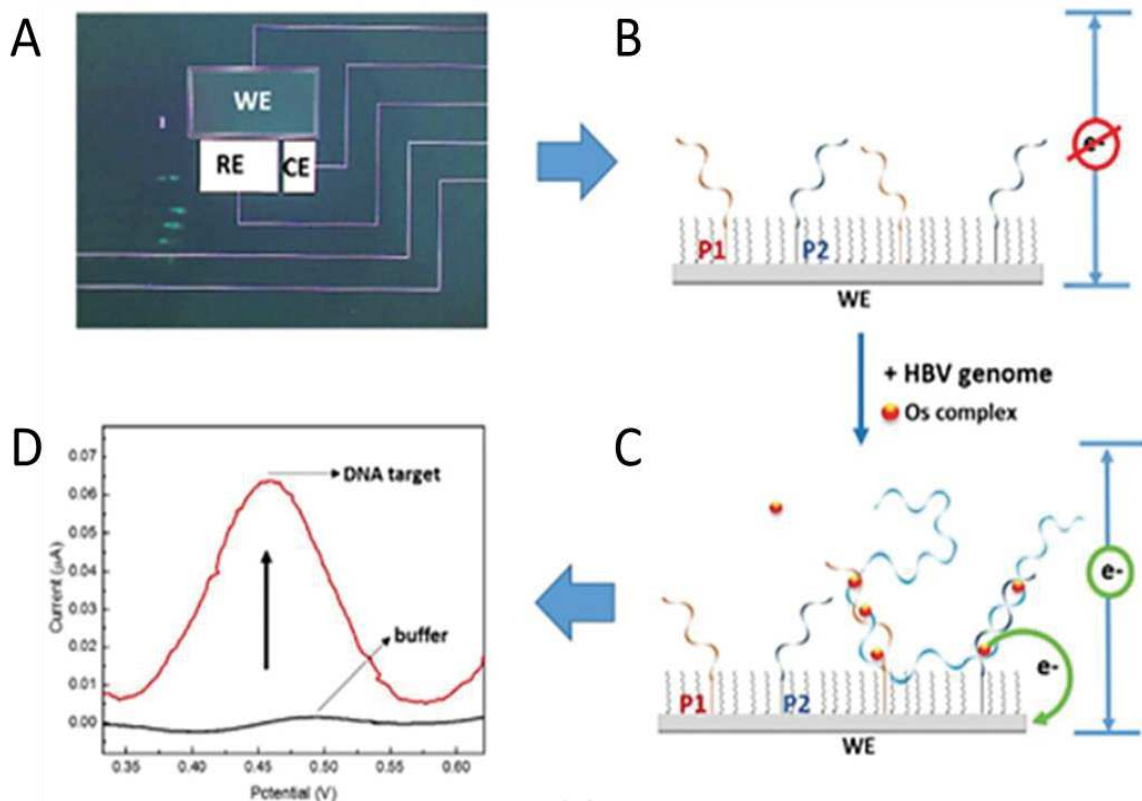 A
WE
RE
CE
B
e-
P1
P2
WE
+ HBV genome
Os complex
C
e-
e-
P1
P2
WE
D
0.07
0.06
0.05
0.04
0.03
0.02
0.01
0.00
Current (µA)
DNA target
buffer
0.35
0.40
0.45
0.50
0.55
0.60
Potential (V)